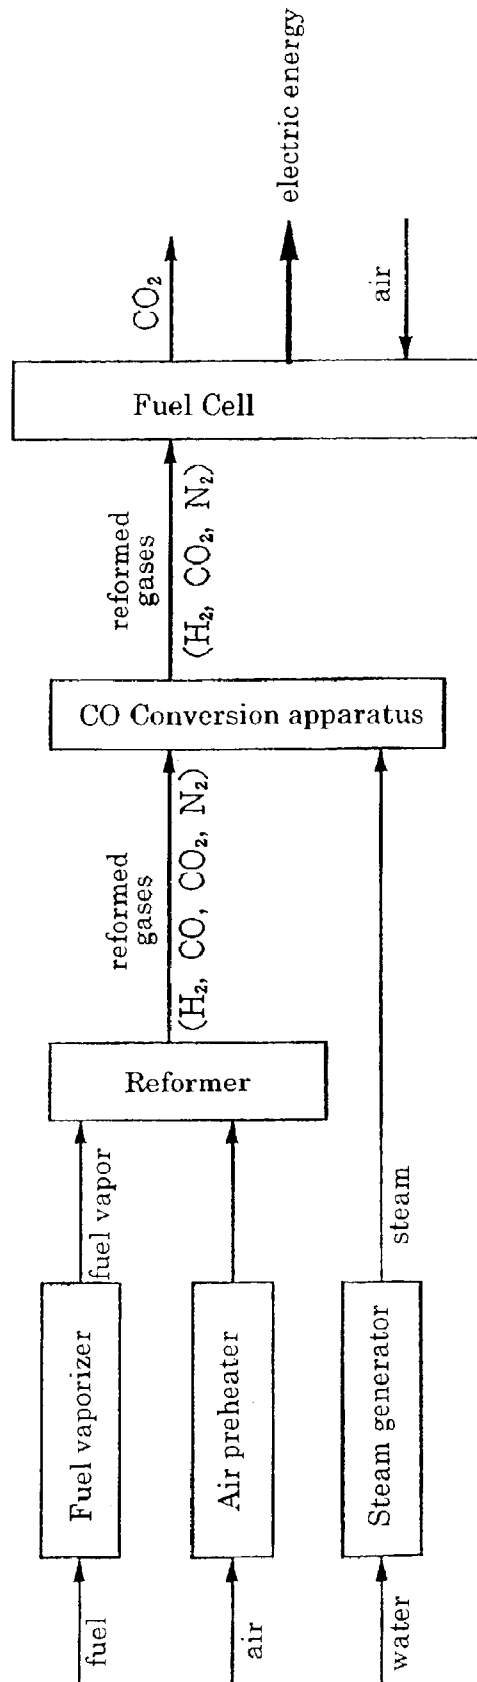 fuel
Fuel vaporizer
fuel vapor
air
Air preheater
water
Steam generator
steam
Reformer
reformed
gases
(H₂, CO, CO₂, N₂)
CO Conversion apparatus
reformed
gases
(H₂, CO₂, N₂)
Fuel Cell
CO₂
electric energy
air